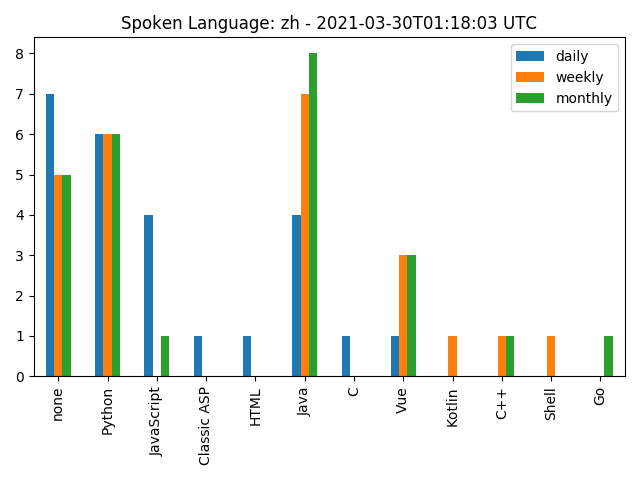 Spoken Language: zh - 2021-03-30T01:18:03 UTC
daily
weekly
monthly
8
7
6
5
4
3
2
1
0
none
Python
JavaScript
Classic ASP
HTML
Java
C
Vue
Kotlin
C++
Shell
Go